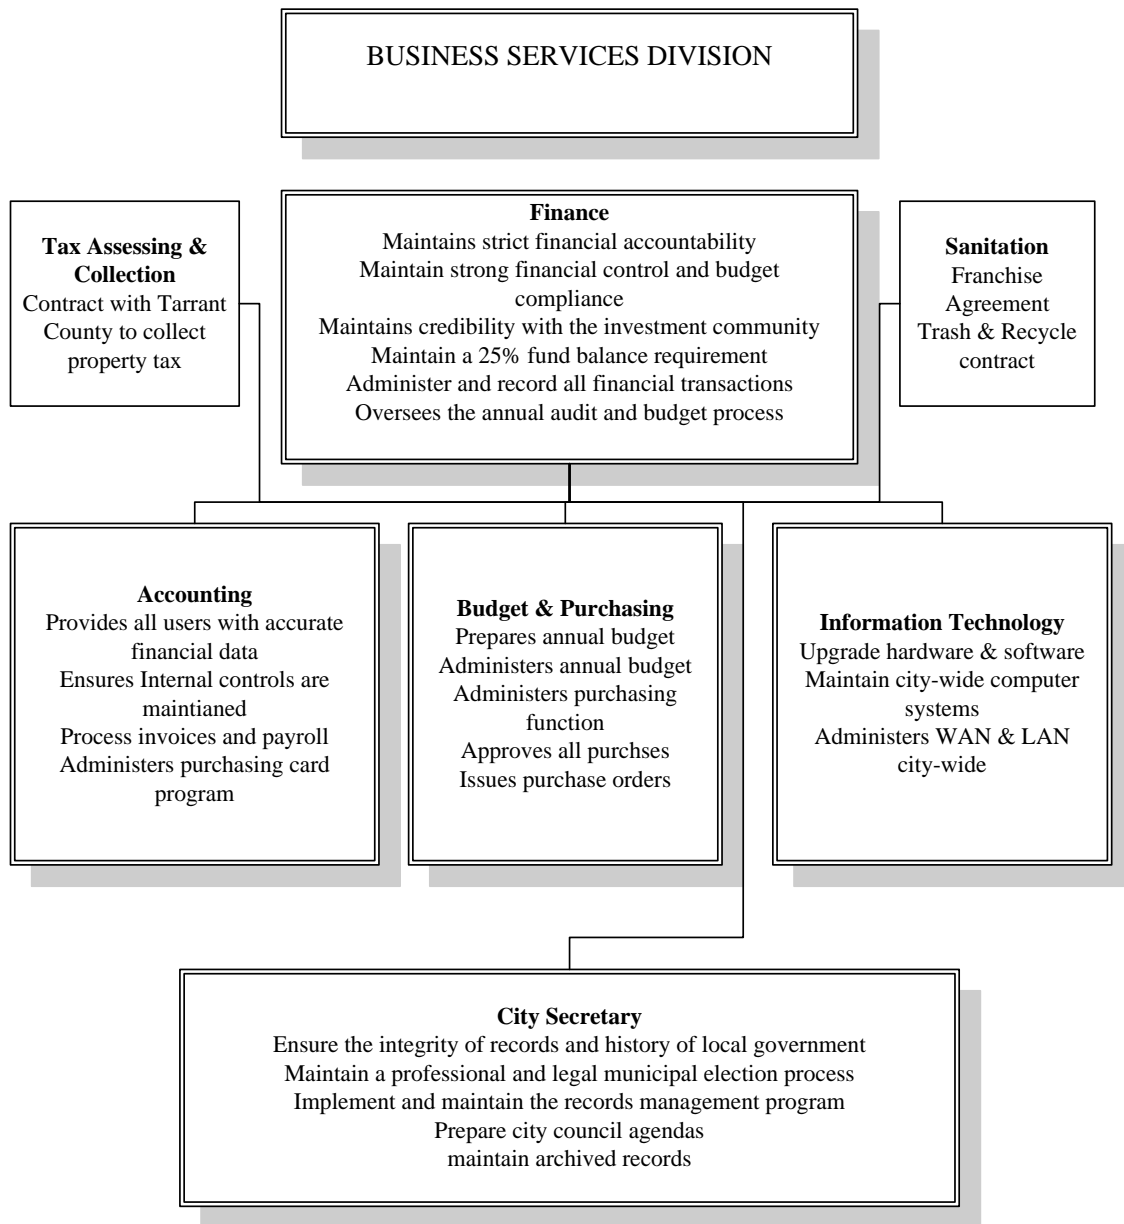 BUSINESS SERVICES DIVISION
Tax Assessing &
Collection
Contract with Tarrant
County to collect
property tax
Finance
Maintains strict financial accountability
Maintain strong financial control and budget
compliance
Maintains credibility with the investment community
Maintain a 25% fund balance requirement
Administer and record all financial transactions
Oversees the annual audit and budget process
Sanitation
Franchise
Agreement
Trash & Recycle
contract
Accounting
Provides all users with accurate
financial data
Ensures Internal controls are
maintianed
Process invoices and payroll
Administers purchasing card
program
Budget & Purchasing
Prepares annual budget
Administers annual budget
Administers purchasing
function
Approves all purchses
Issues purchase orders
Information Technology
Upgrade hardware & software
Maintain city-wide computer
systems
Administers WAN & LAN
city-wide
City Secretary
Ensure the integrity of records and history of local government
Maintain a professional and legal municipal election process
Implement and maintain the records management program
Prepare city council agendas
maintain archived records